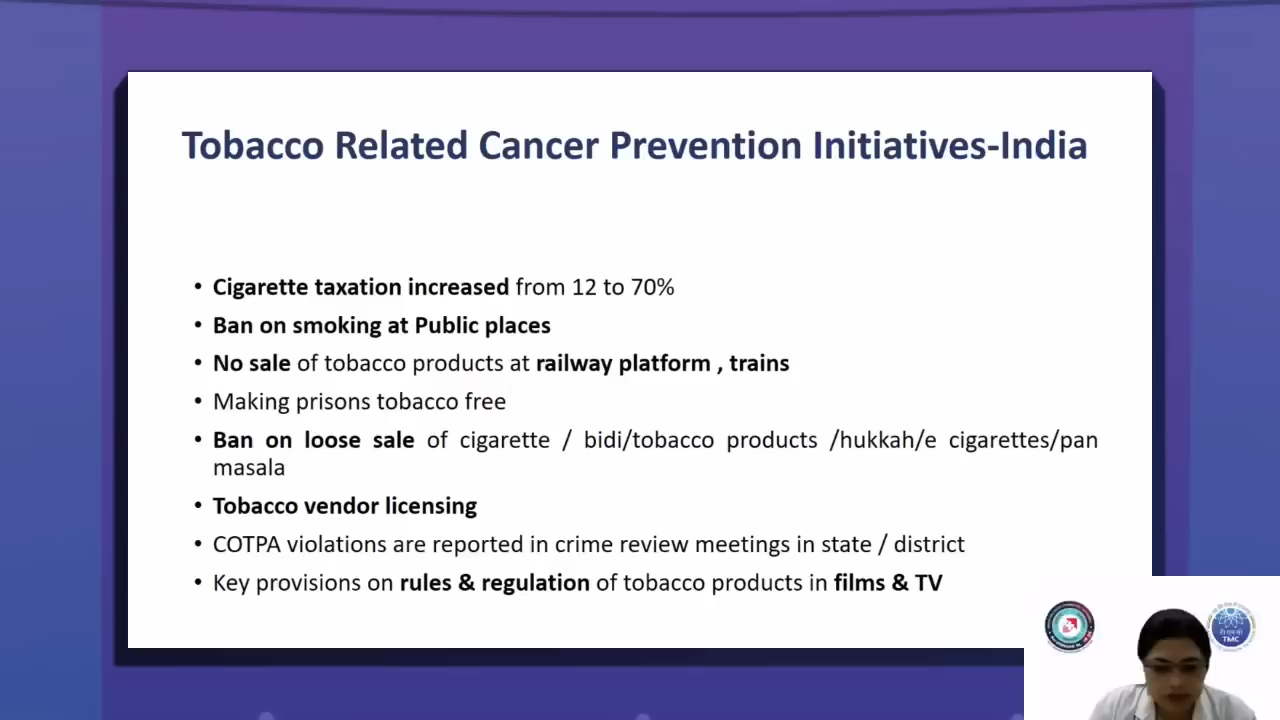 Tobacco Related Cancer Prevention Initiatives-India
• Cigarette taxation increased from 12 to 70%
• Ban on smoking at Public places
• No sale of tobacco products at railway platform , trains
• Making prisons tobacco free
• Ban on loose sale of cigarette / bidi/tobacco products /hukkah/e cigarettes/pan
masala
• Tobacco vendor licensing
• COTPA violations are reported in crime review meetings in state / district
• Key provisions on rules & regulation of tobacco products in films & TV
TMC